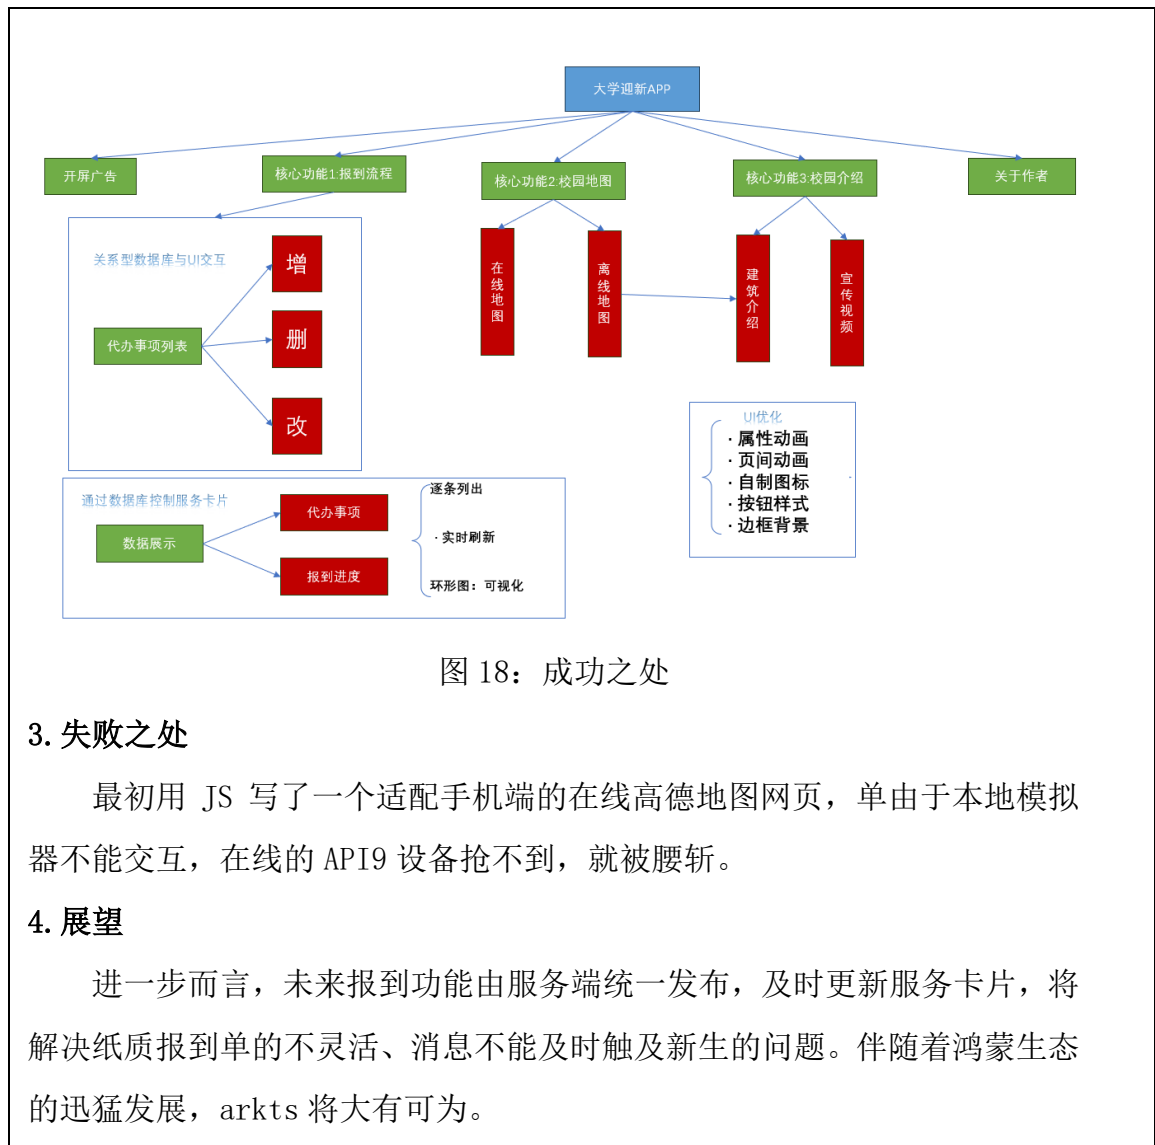 大学迎新APP
开屏广告
核心功能1:报到流程
核心功能2:校园地图
核心功能3:校园介绍
关于作者
关系型数据库与UI交互
代办事项列表
增
删
改
在线地图
离线地图
建筑介绍
宣传视频
通过数据库控制服务卡片
数据展示
代办事项
报到进度
逐条列出
·实时刷新
环形图：可视化
UI优化
·属性动画
·页间动画
·自制图标
·按钮样式
·边框背景
图 18：成功之处
3.失败之处
最初用 JS 写了一个适配手机端的在线高德地图网页，单由于本地模拟
器不能交互，在线的 API9 设备抢不到，就被腰斩。
4.展望
进一步而言，未来报到功能由服务端统一发布，及时更新服务卡片，将
解决纸质报到单的不灵活、消息不能及时触及新生的问题。伴随着鸿蒙生态
的迅猛发展，arkts 将大有可为。